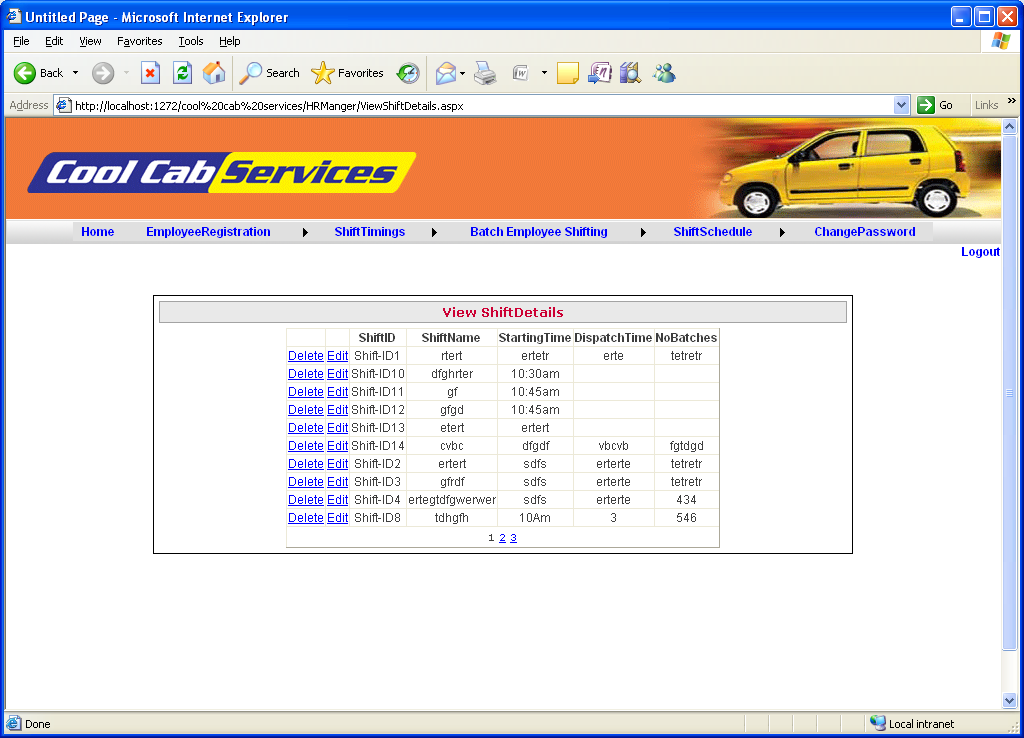 Untitled Page - Microsoft Internet Explorer
File Edit View Favorites Tools Help
Back Search Favorites
Address http://localhost:1272/cool%20cab%20services/HRManger/ViewShiftDetails.aspx Go Links »
Cool Cab Services
Home EmployeeRegistration ShiftTimings Batch Employee Shifting ShiftSchedule ChangePassword
Logout
View ShiftDetails
ShiftID ShiftName StartingTime DispatchTime NoBatches
Delete Edit Shift-ID1 rtert ertetr erte tetretr
Delete Edit Shift-ID10 dfghrter 10:30am
Delete Edit Shift-ID11 gf 10:45am
Delete Edit Shift-ID12 gfgd 10:45am
Delete Edit Shift-ID13 etert ertert
Delete Edit Shift-ID14 cvbc dfgdf vbcvb fgtdgd
Delete Edit Shift-ID2 ertert sdfs erterte tetretr
Delete Edit Shift-ID3 gfrdf sdfs erterte tetretr
Delete Edit Shift-ID4 ertegtdfgwerwer sdfs erterte 434
Delete Edit Shift-ID8 tdhgfh 10Am 3 546
1 2 3
Done Local intranet